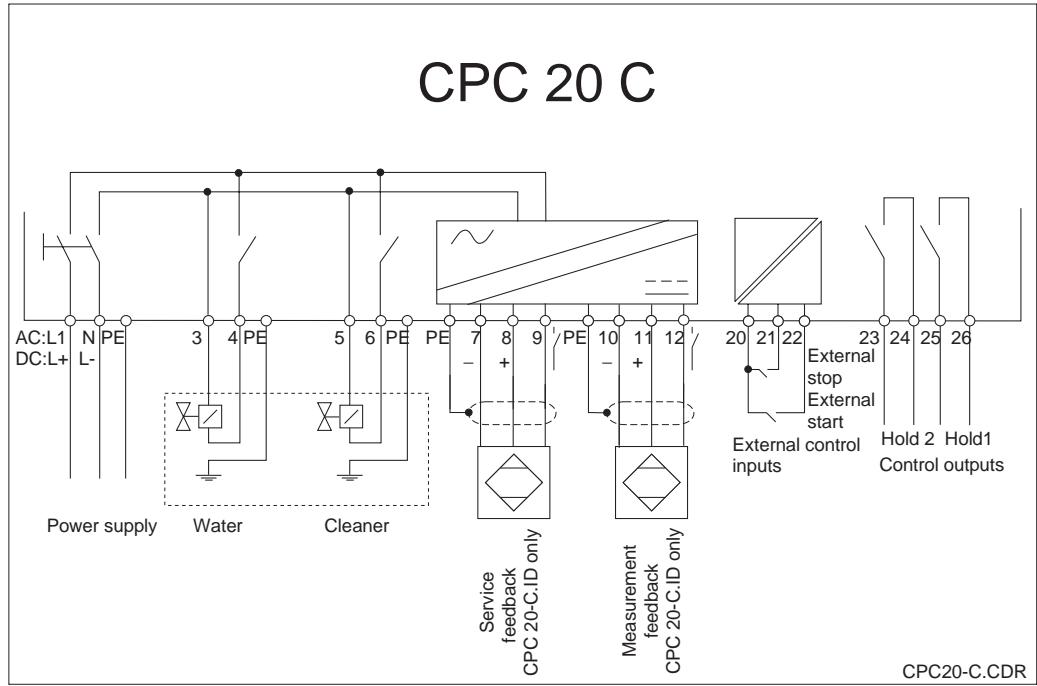 CPC 20 C
AC:L1 N PE 3 4 PE 5 6 PE PE 7 8 9 PE 10 11 12 20 21 22 23 24 25 26
DC:L+ L- – + – +
External
stop
External
start
External control
inputs
Hold 2 Hold1
Control outputs
Power supply Water Cleaner
Service
feedback
CPC 20-C.ID only
Measurement
feedback
CPC 20-C.ID only
CPC20-C.CDR